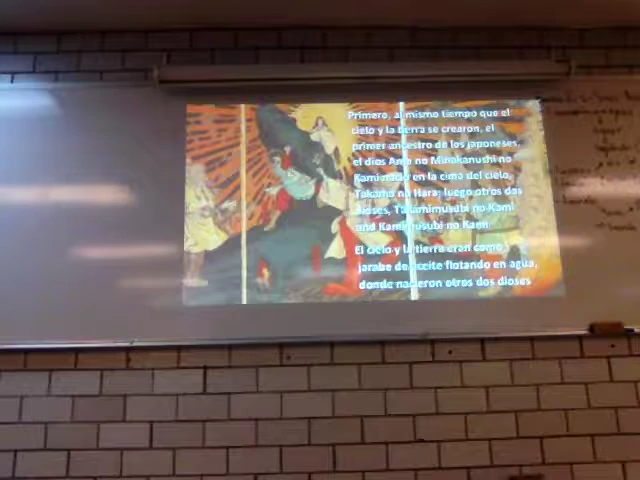 Primero, al mismo tiempo que el
cielo y la tierra se crearon, el
primer ancestro de los japoneses,
el dios Ame no Minakanushi no
Kami nació en la cima del cielo,
Takama no Hara; luego otros dos
dioses, Takamimusubi no Kami
and Kamimusubi no Kami
El cielo y la tierra eran como
jarabe de aceite flotando en agua,
donde nacieron otros dos dioses